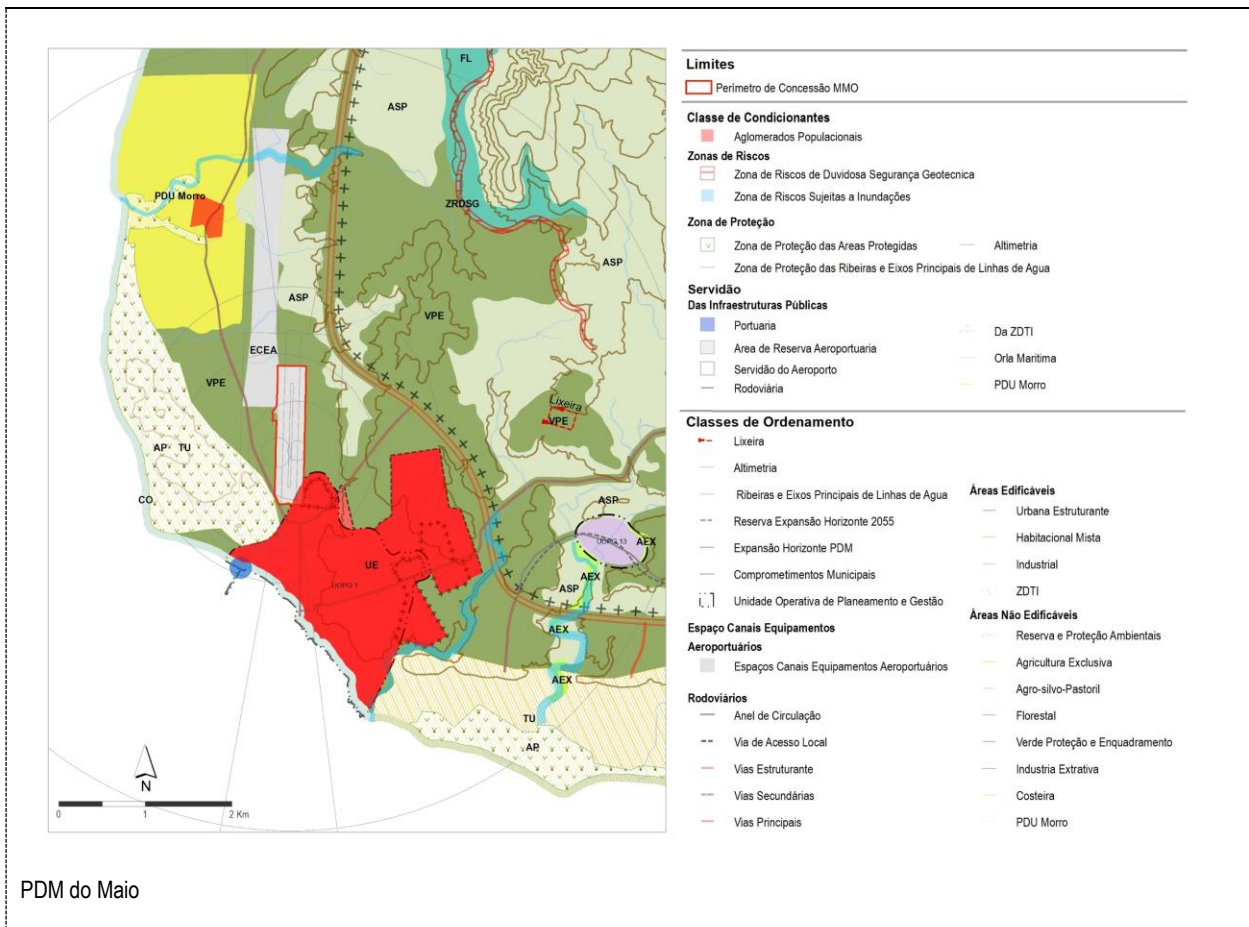 FL
ASP
PDU Morro
ZRDSG
ASP
ASP
VPE
ECEA
VPE
Lixeira
VPE
AP TU
CO
ASP
UOPG 13
AEX
UE
UOPG 1
AEX
ASP
AEX
AEX
TU
AP
N
0 1 2 Km
Limites
Perimetro de Concessão MMO
Classe de Condicionantes
Aglomerados Populacionais
Zonas de Riscos
Zona de Riscos de Duvidosa Segurança Geotecnica
Zona de Riscos Sujeitas a Inundações
Zona de Proteção
Zona de Proteção das Areas Protegidas
Altimetria
Zona de Proteção das Ribeiras e Eixos Principais de Linhas de Agua
Servidão
Das Infraestruturas Públicas
Portuaria
Da ZDTI
Area de Reserva Aeroportuaria
Orla Maritima
Servidão do Aeroporto
PDU Morro
Rodoviária
Classes de Ordenamento
Lixeira
Altimetria
Ribeiras e Eixos Principais de Linhas de Agua
Reserva Expansão Horizonte 2055
Expansão Horizonte PDM
Comprometimentos Municipais
Unidade Operativa de Planeamento e Gestão
Espaço Canais Equipamentos
Aeroportuários
Espaços Canais Equipamentos Aeroportuários
Rodoviários
Anel de Circulação
Via de Acesso Local
Vias Estruturante
Vias Secundárias
Vias Principais
Áreas Edificáveis
Urbana Estruturante
Habitacional Mista
Industrial
ZDTI
Áreas Não Edificáveis
Reserva e Proteção Ambientais
Agricultura Exclusiva
Agro-silvo-Pastoril
Florestal
Verde Proteção e Enquadramento
Industria Extrativa
Costeira
PDU Morro
PDM do Maio